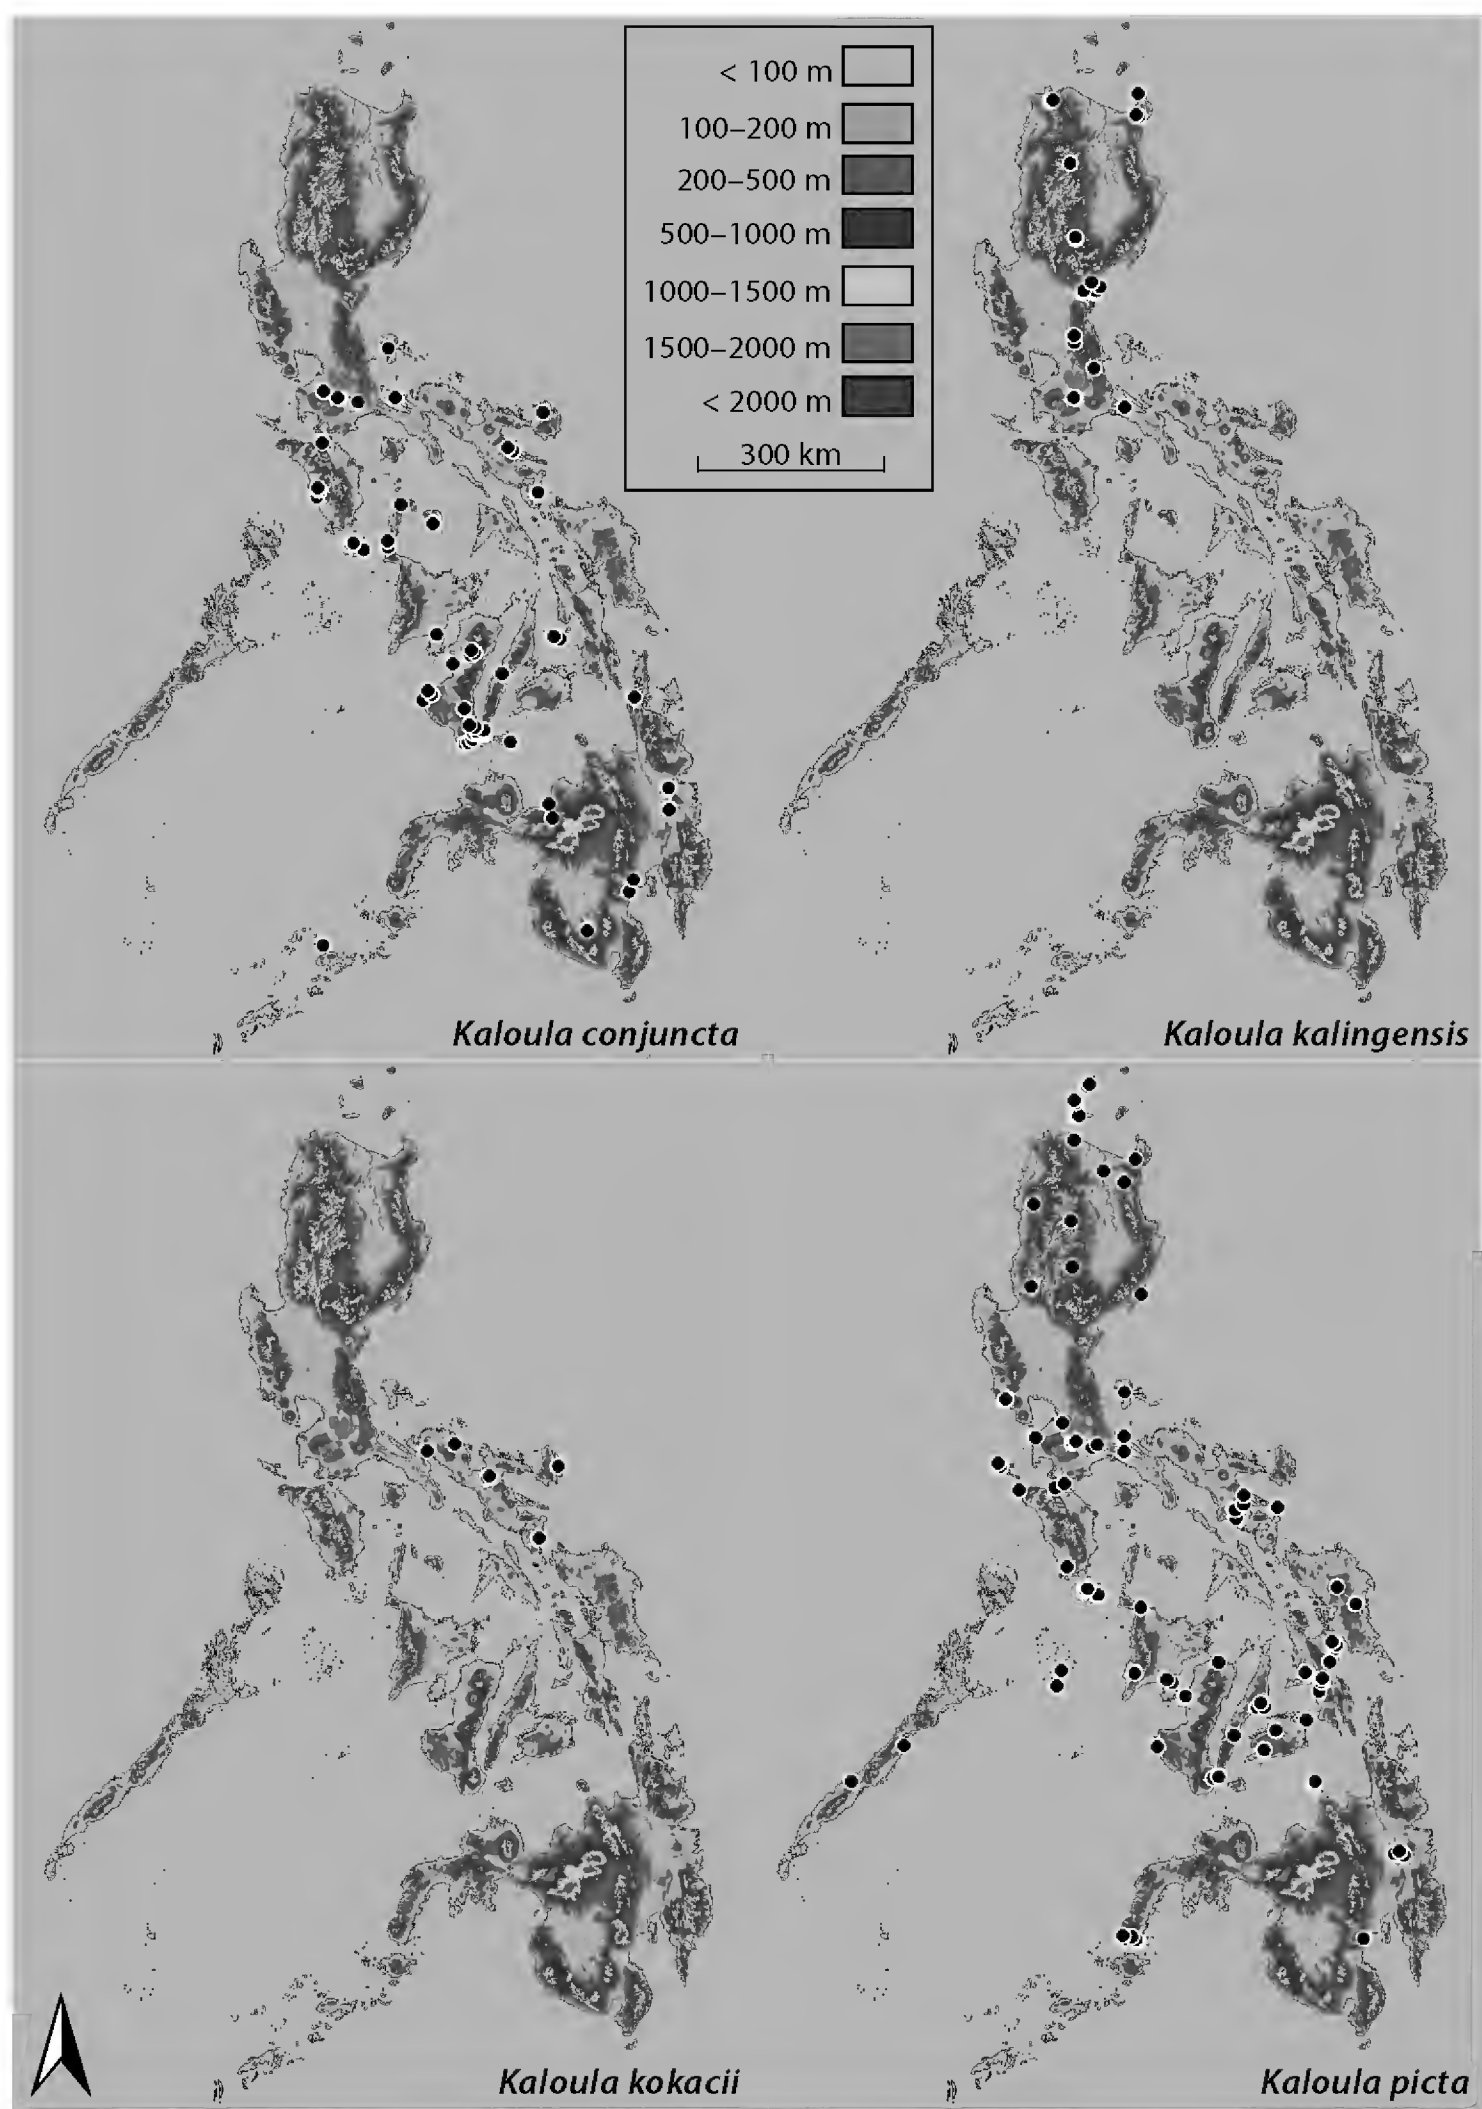 < 100 m
100–200 m
200–500 m
500–1000 m
1000–1500 m
1500–2000 m
< 2000 m
300 km
Kaloula conjuncta
Kaloula kalingensis
Kaloula kokacii
Kaloula picta